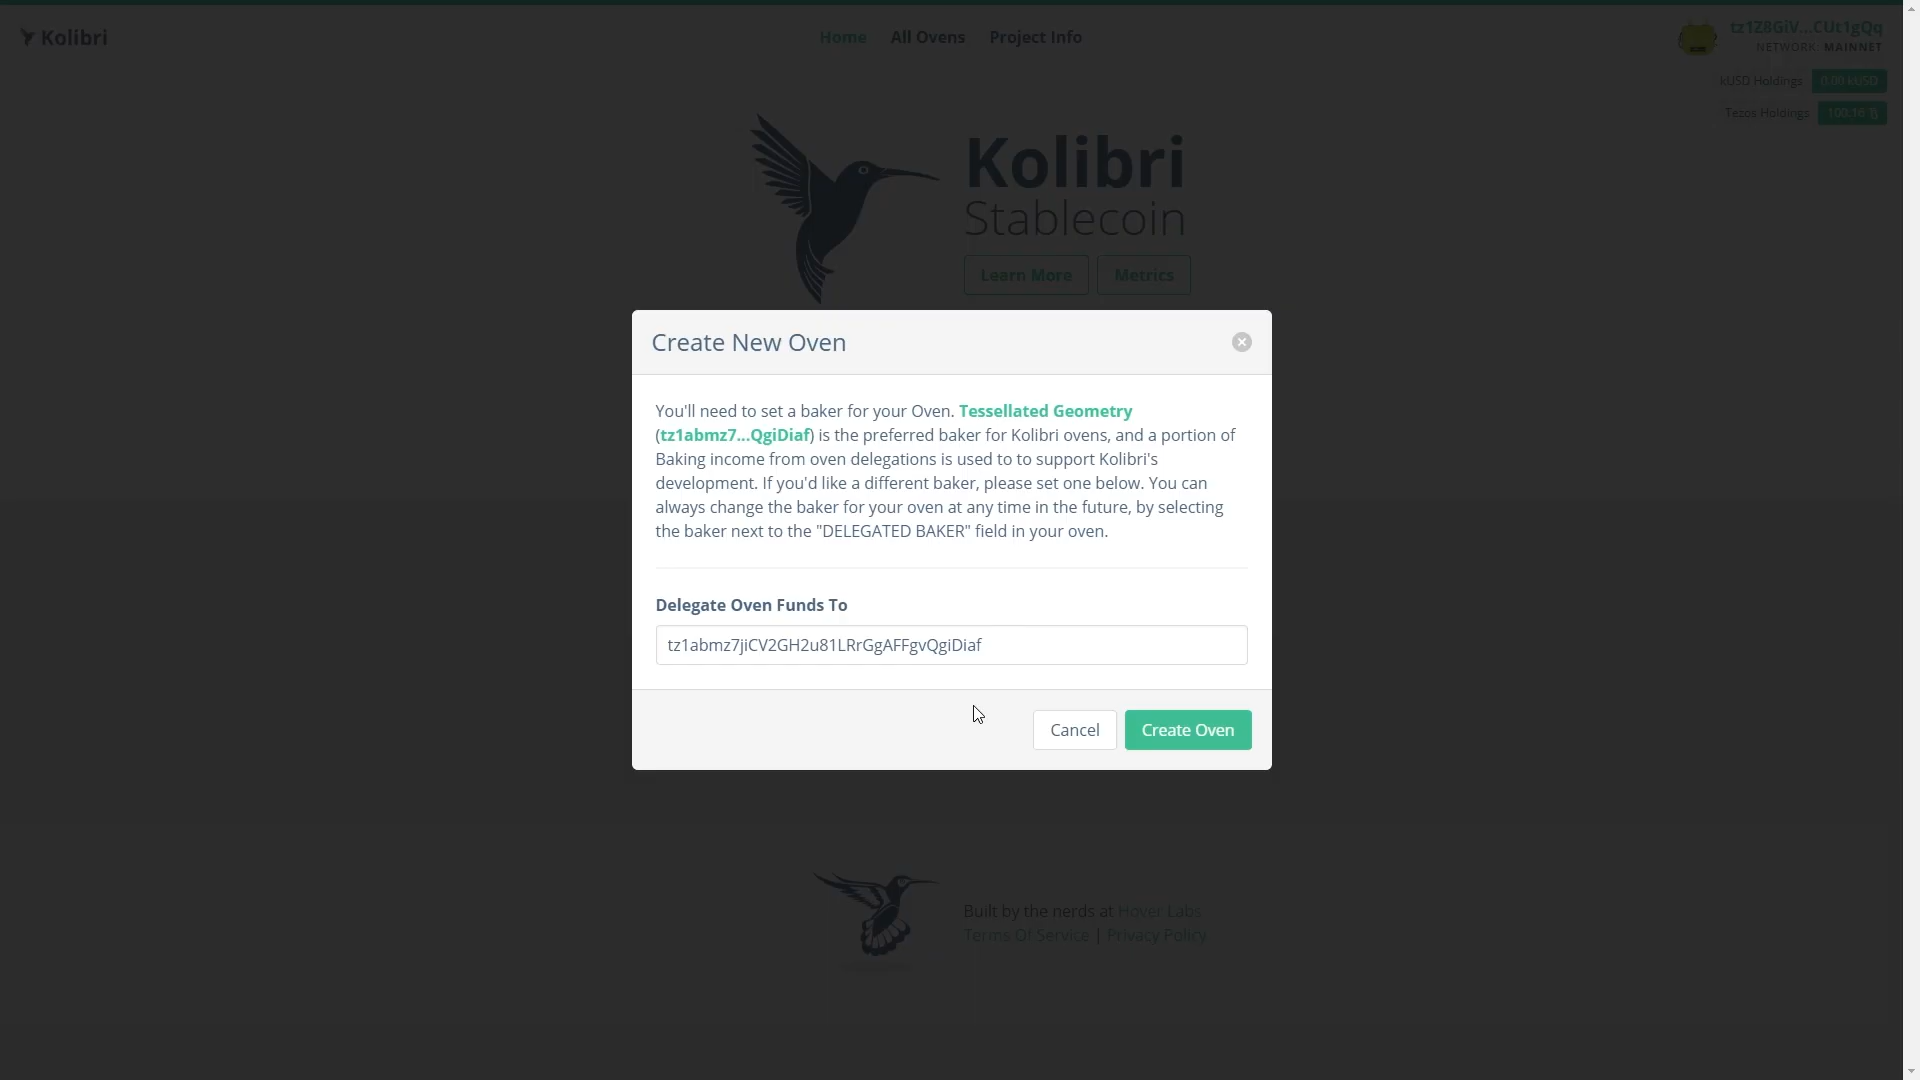 Kolibri
Home
All Ovens
Project Info
tz1Z8GiV...CUt1gQq
NETWORK: MAINNET
kUSD Holdings
0.00 kUSD
Tezos Holdings
100.16 ꜩ
Kolibri
Stablecoin
Learn More
Metrics
Create New Oven
You'll need to set a baker for your Oven. Tessellated Geometry
(tz1abmz7...QgiDiaf) is the preferred baker for Kolibri ovens, and a portion of
Baking income from oven delegations is used to to support Kolibri's
development. If you'd like a different baker, please set one below. You can
always change the baker for your oven at any time in the future, by selecting
the baker next to the "DELEGATED BAKER" field in your oven.
Delegate Oven Funds To
tz1abmz7jiCV2GH2u81LRrGgAFFgvQgiDiaf
Cancel
Create Oven
Built by the nerds at Hover Labs
Terms Of Service | Privacy Policy